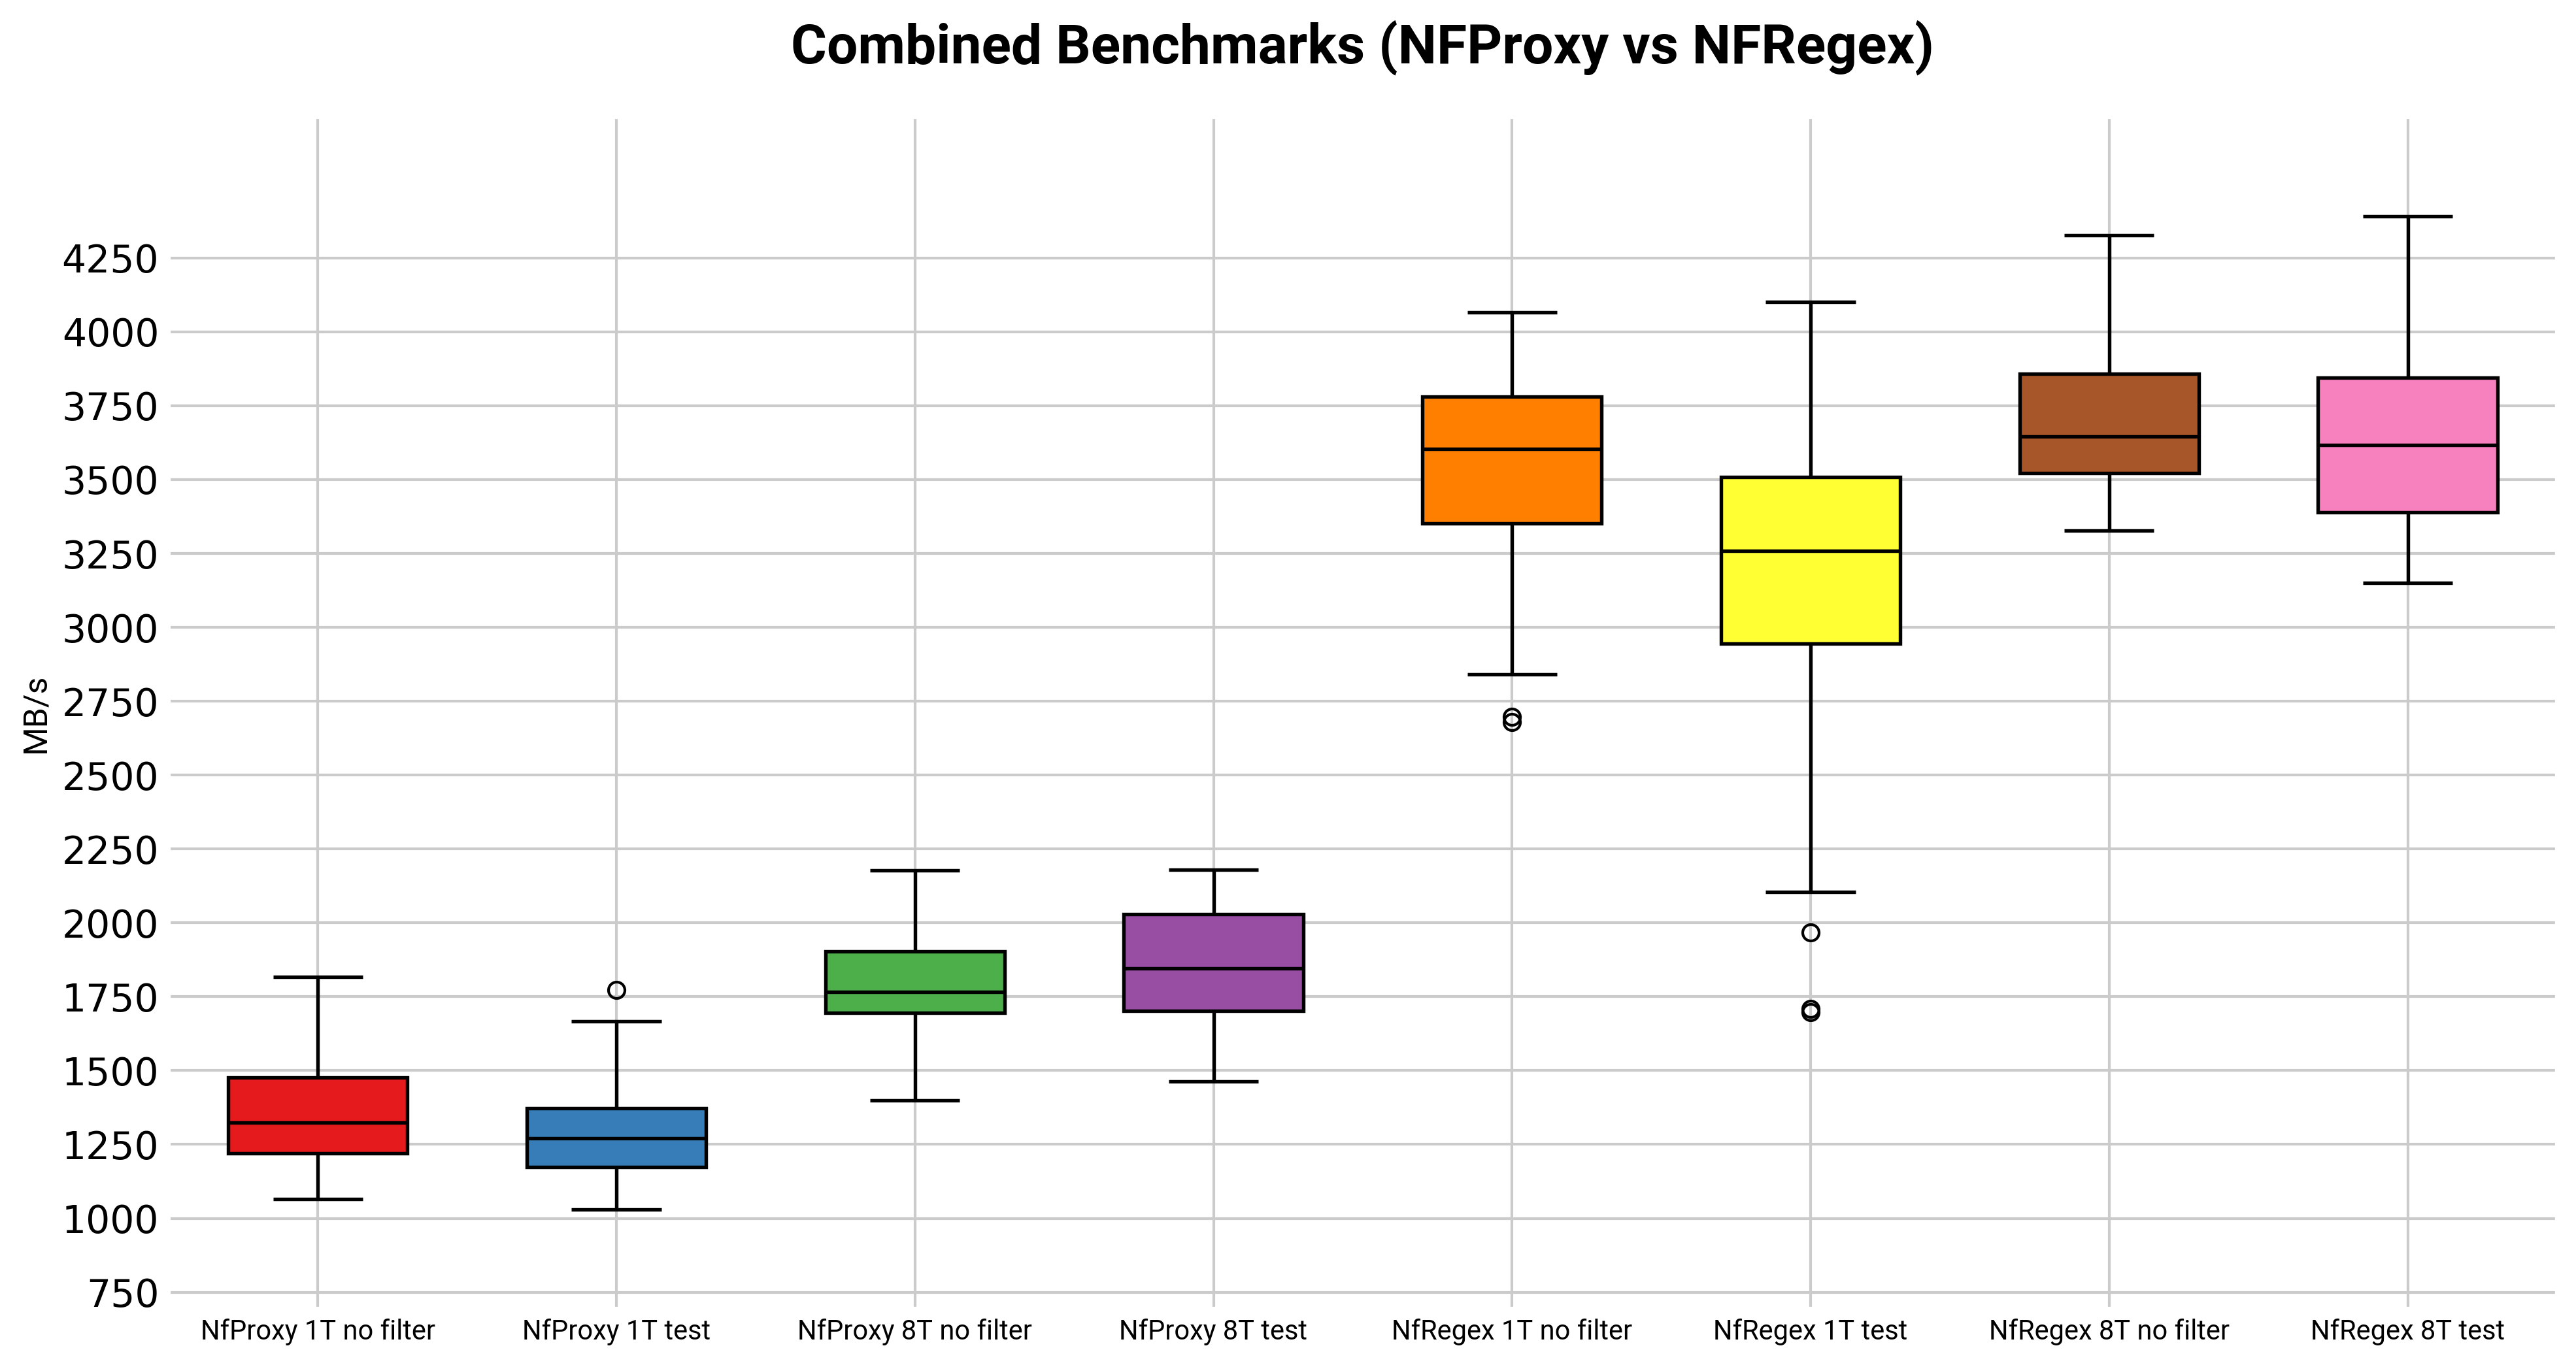 Combined Benchmarks (NFProxy vs NFRegex)
4250
4000
3750
3500
3250
3000
2750
2500
2250
2000
1750
1500
1250
1000
750
MB/s
NfProxy 1T no filter
NfProxy 1T test
NfProxy 8T no filter
NfProxy 8T test
NfRegex 1T no filter
NfRegex 1T test
NfRegex 8T no filter
NfRegex 8T test